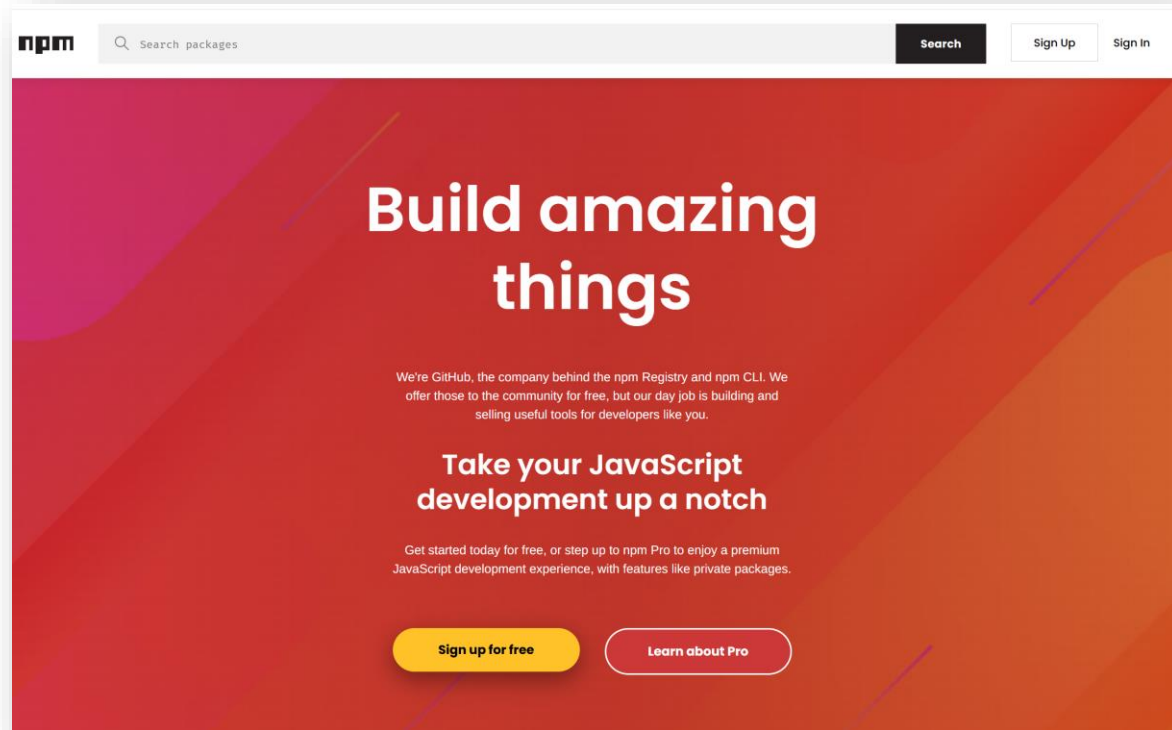 npm
Search packages
Search
Sign Up
Sign In
Build amazing
things
We're GitHub, the company behind the npm Registry and npm CLI. We
offer those to the community for free, but our day job is building and
selling useful tools for developers like you.
Take your JavaScript
development up a notch
Get started today for free, or step up to npm Pro to enjoy a premium
JavaScript development experience, with features like private packages.
Sign up for free
Learn about Pro